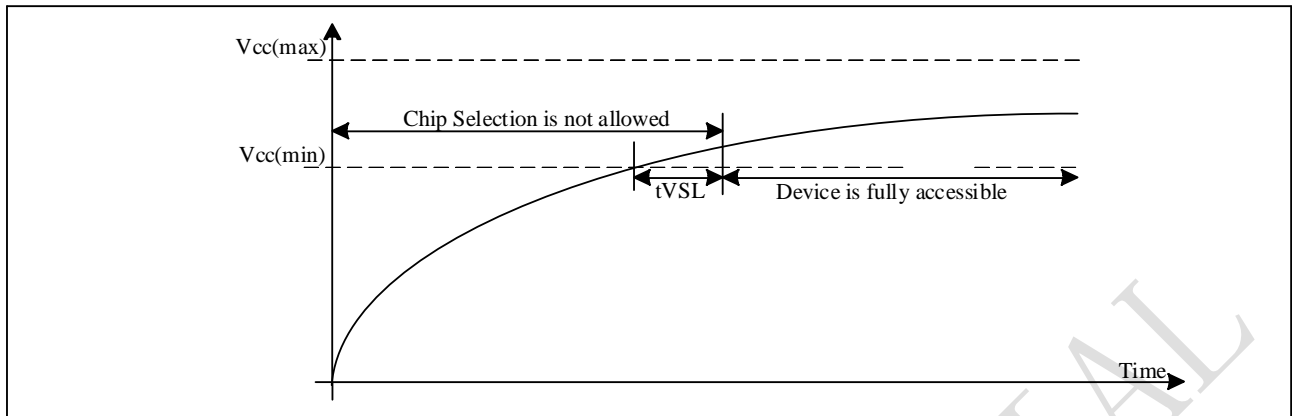 Vcc(max)
Chip Selection is not allowed
Vcc(min)
tVSL
Device is fully accessible
Time